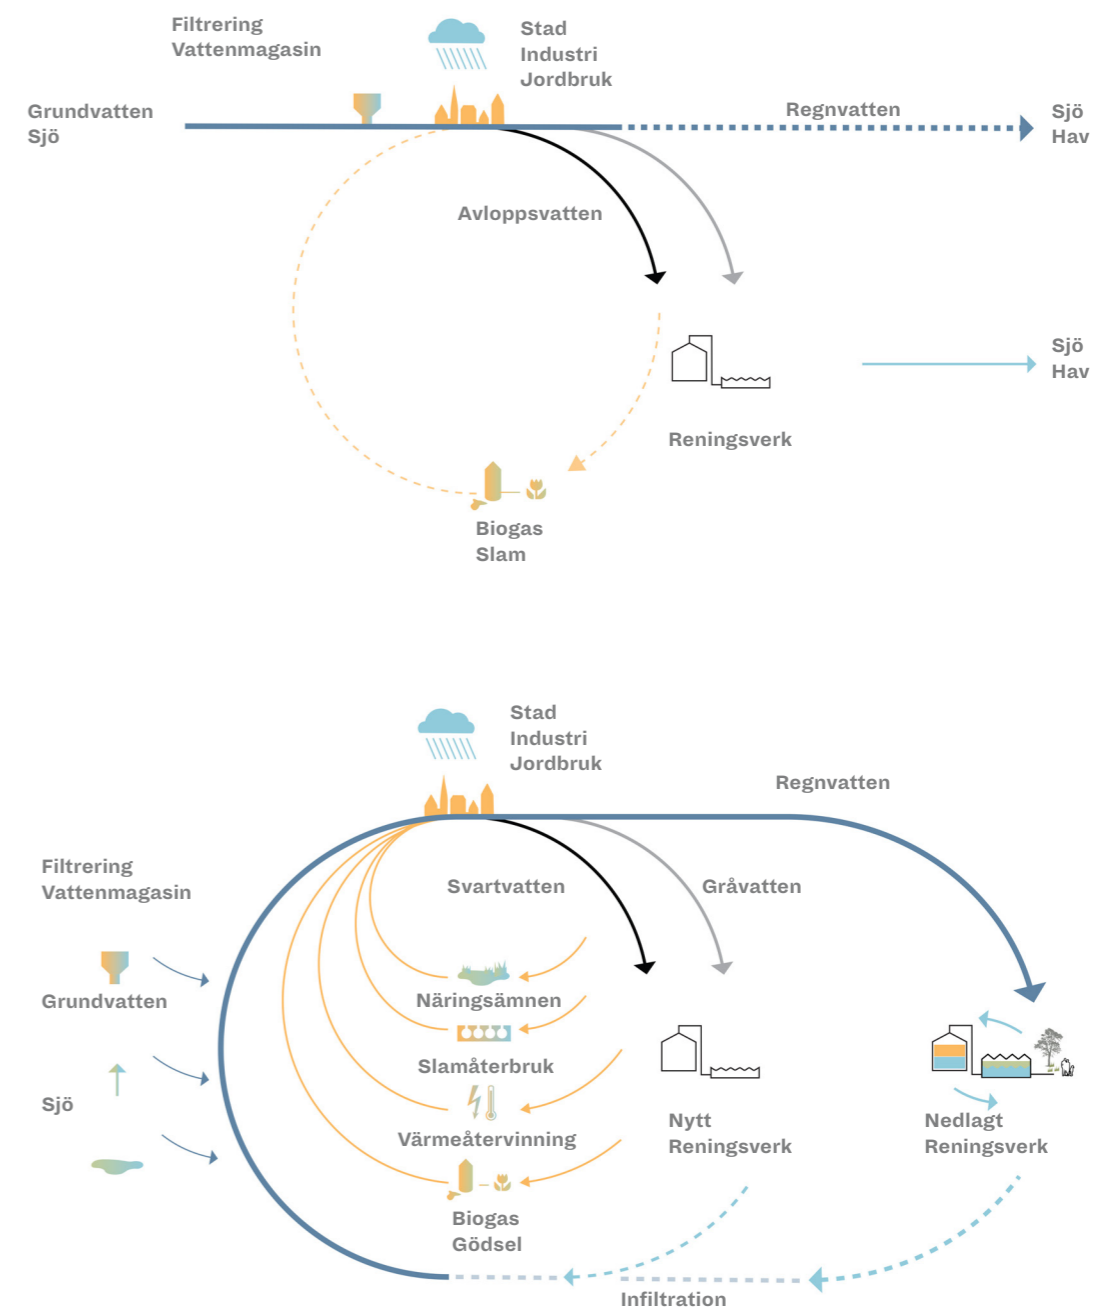 Filtrering
Vattenmagasin
Stad
Industri
Jordbruk
Grundvatten
Sjö
Regnvatten
Sjö
Hav
Avloppsvatten
Sjö
Hav
Reningsverk
Biogas
Slam
Stad
Industri
Jordbruk
Regnvatten
Filtrering
Vattenmagasin
Svartvatten
Gråvatten
Grundvatten
Näringsämnen
Slamåterbruk
Sjö
Värmeåtervinning
Nytt
Reningsverk
Nedlagt
Reningsverk
Biogas
Gödsel
Infiltration